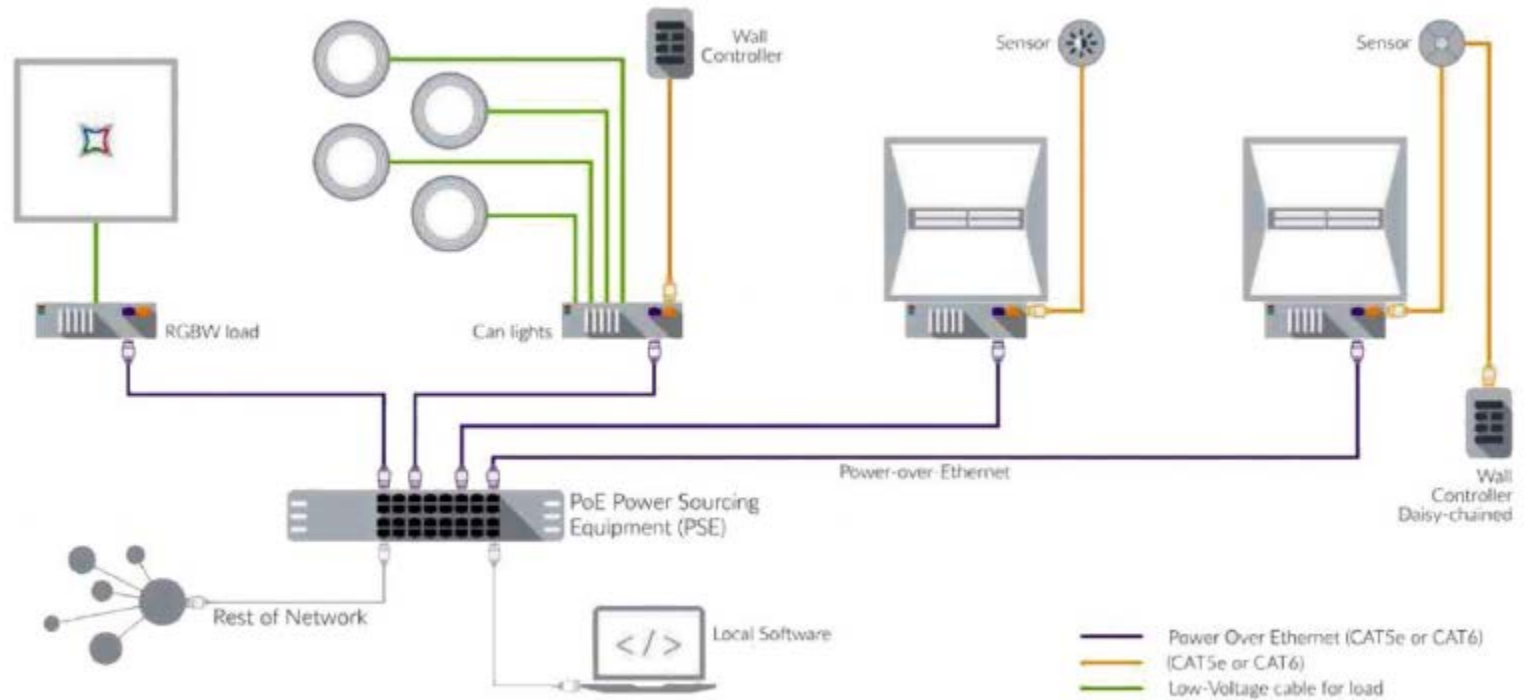 Wall
Controller
Sensor
Sensor
RGBW load
Can lights
Power-over-Ethernet
Wall
Controller
Daisy-chained
PoE Power Sourcing
Equipment (PSE)
Rest of Network
</>
Local Software
Power Over Ethernet (CAT5e or CAT6)
(CAT5e or CAT6)
Low-Voltage cable for load